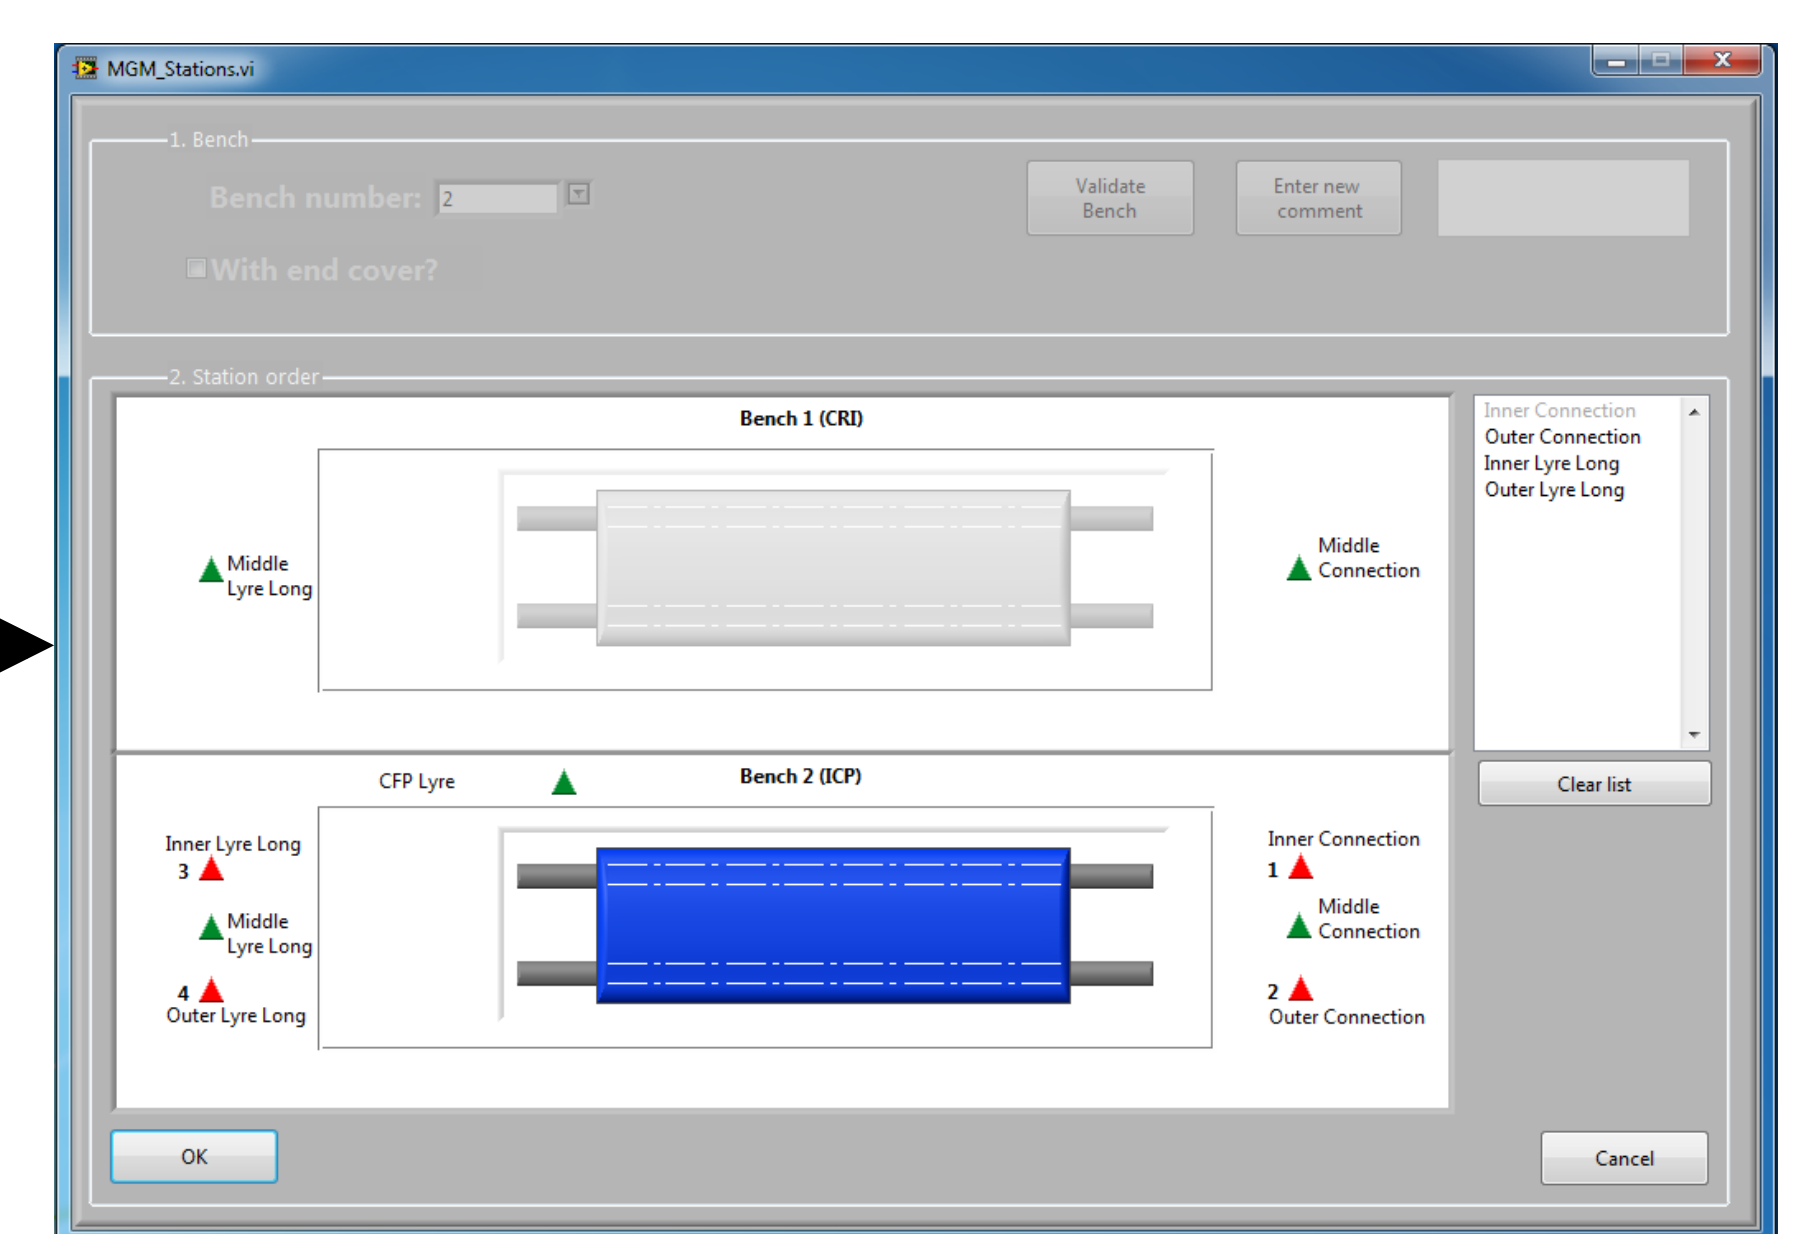 MGM_Stations.vi
1. Bench
Bench number: 2
Validate
Bench
Enter new
comment
With end cover?
2. Station order
Bench 1 (CRI)
Middle
Lyre Long
Middle
Connection
Inner Connection
Outer Connection
Inner Lyre Long
Outer Lyre Long
Clear list
CFP Lyre
Bench 2 (ICP)
Inner Lyre Long
3
Middle
Lyre Long
4
Outer Lyre Long
Inner Connection
1
Middle
Connection
2
Outer Connection
OK
Cancel